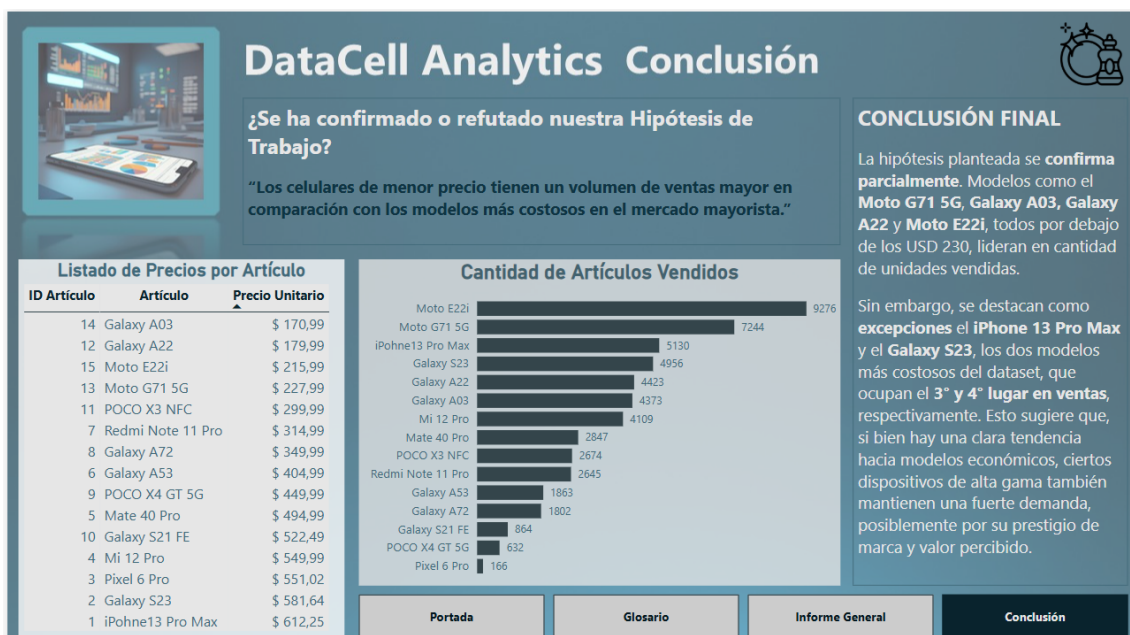 DataCell Analytics Conclusión
¿Se ha confirmado o refutado nuestra Hipótesis de
Trabajo?
“Los celulares de menor precio tienen un volumen de ventas mayor en
comparación con los modelos más costosos en el mercado mayorista.“
Listado de Precios por Artículo
ID Artículo Artículo Precio Unitario
14 Galaxy A03 $ 170,99
12 Galaxy A22 $ 179,99
15 Moto E22i $ 215,99
13 Moto G71 5G $ 227,99
11 POCO X3 NFC $ 299,99
7 Redmi Note 11 Pro $ 314,99
8 Galaxy A72 $ 349,99
6 Galaxy A53 $ 404,99
9 POCO X4 GT 5G $ 449,99
5 Mate 40 Pro $ 494,99
10 Galaxy S21 FE $ 522,49
4 Mi 12 Pro $ 549,99
3 Pixel 6 Pro $ 551,02
2 Galaxy S23 $ 581,64
1 iPohne13 Pro Max $ 612,25
Cantidad de Artículos Vendidos
Moto E22i 9276
Moto G71 5G 7244
iPohne13 Pro Max 5130
Galaxy S23 4956
Galaxy A22 4423
Galaxy A03 4373
Mi 12 Pro 4109
Mate 40 Pro 2847
POCO X3 NFC 2674
Redmi Note 11 Pro 2645
Galaxy A53 1863
Galaxy A72 1802
Galaxy S21 FE 864
POCO X4 GT 5G 632
Pixel 6 Pro 166
CONCLUSIÓN FINAL
La hipótesis planteada se confirma
parcialmente. Modelos como el
Moto G71 5G, Galaxy A03, Galaxy
A22 y Moto E22i, todos por debajo
de los USD 230, lideran en cantidad
de unidades vendidas.
Sin embargo, se destacan como
excepciones el iPhone 13 Pro Max
y el Galaxy S23, los dos modelos
más costosos del dataset, que
ocupan el 3° y 4° lugar en ventas,
respectivamente. Esto sugiere que,
si bien hay una clara tendencia
hacia modelos económicos, ciertos
dispositivos de alta gama también
mantienen una fuerte demanda,
posiblemente por su prestigio de
marca y valor percibido.
Portada
Glosario
Informe General
Conclusión